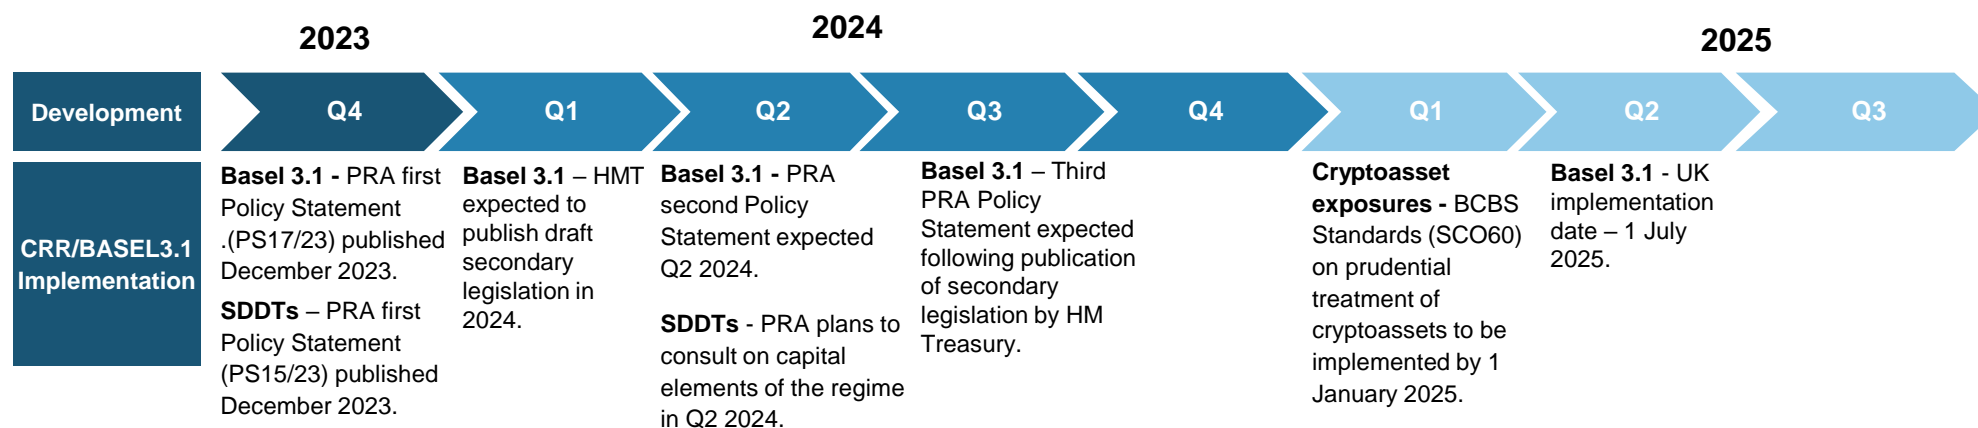 2023
2024
2025
Development
Q4
Q1
Q2
Q3
Q4
Q1
Q2
Q3
CRR/BASEL3.1
Implementation
Basel 3.1 - PRA first
Policy Statement
.(PS17/23) published
December 2023.
SDDTs – PRA first
Policy Statement
(PS15/23) published
December 2023.
Basel 3.1 – HMT
expected to
publish draft
secondary
legislation in
2024.
Basel 3.1 - PRA
second Policy
Statement expected
Q2 2024.
SDDTs - PRA plans to
consult on capital
elements of the regime
in Q2 2024.
Basel 3.1 – Third
PRA Policy
Statement expected
following publication
of secondary
legislation by HM
Treasury.
Cryptoasset
exposures - BCBS
Standards (SCO60)
on prudential
treatment of
cryptoassets to be
implemented by 1
January 2025.
Basel 3.1 - UK
implementation
date – 1 July
2025.